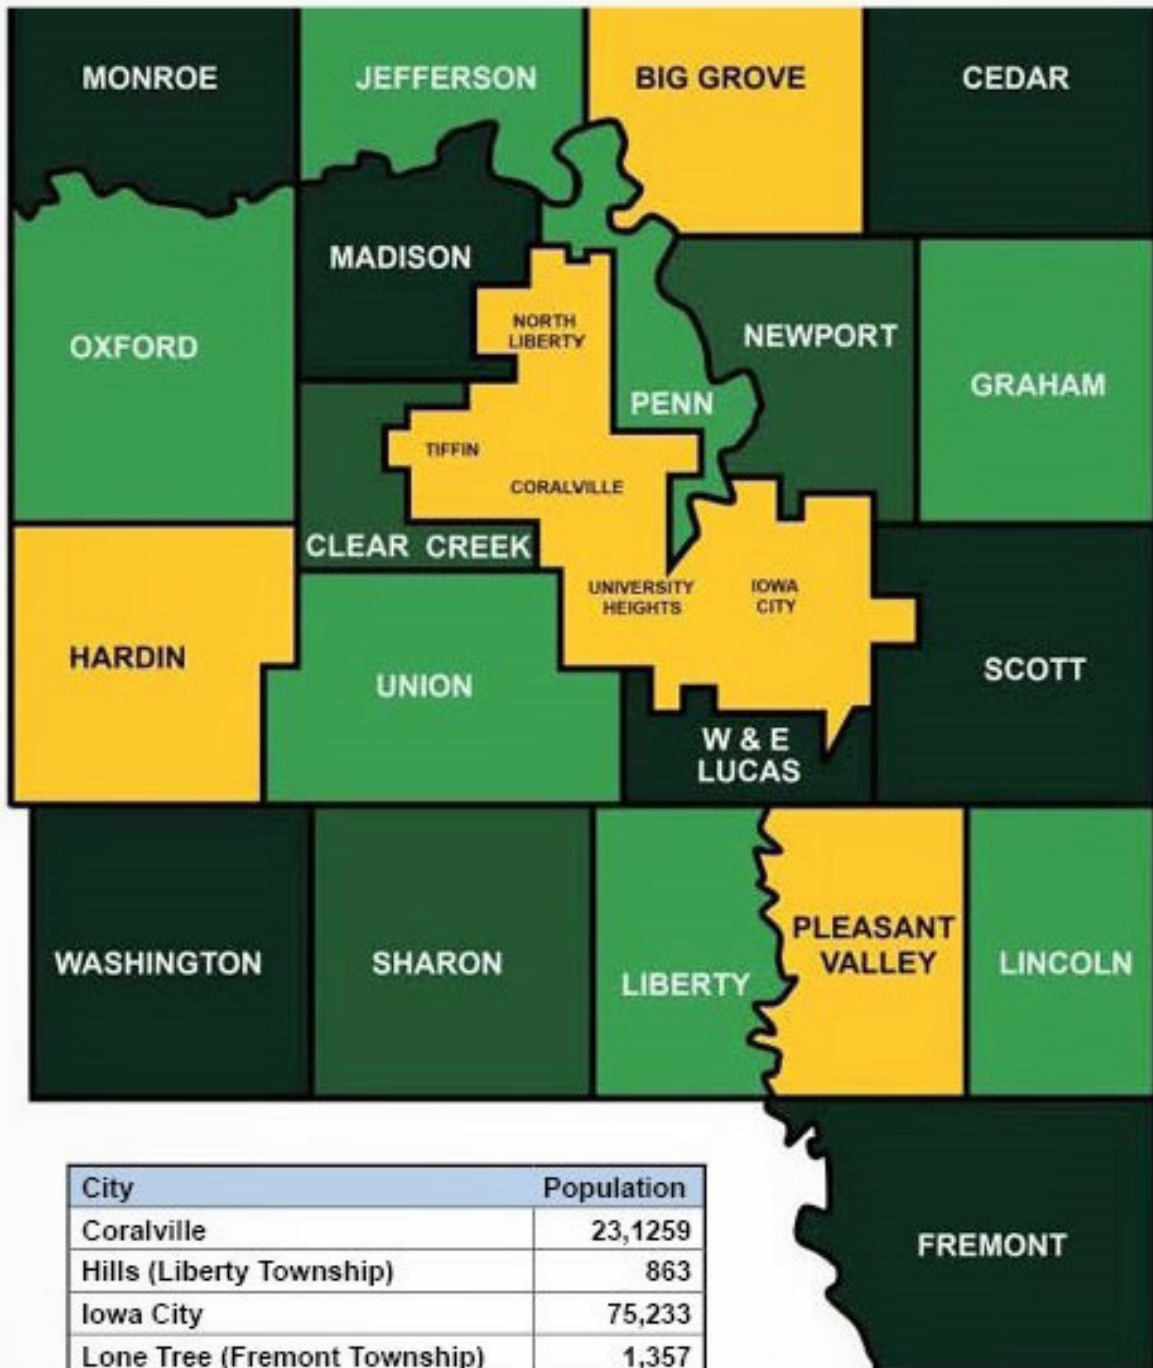 MONROE
JEFFERSON
BIG GROVE
CEDAR
MADISON
OXFORD
NORTH
LIBERTY
NEWPORT
GRAHAM
PENN
TIFFIN
CORALVILLE
CLEAR CREEK
UNIVERSITY
HEIGHTS
IOWA
CITY
HARDIN
UNION
SCOTT
W & E
LUCAS
WASHINGTON
SHARON
LIBERTY
PLEASANT
VALLEY
LINCOLN
FREMONT
City Population
Coralville 23,1259
Hills (Liberty Township) 863
Iowa City 75,233
Lone Tree (Fremont Township) 1,357